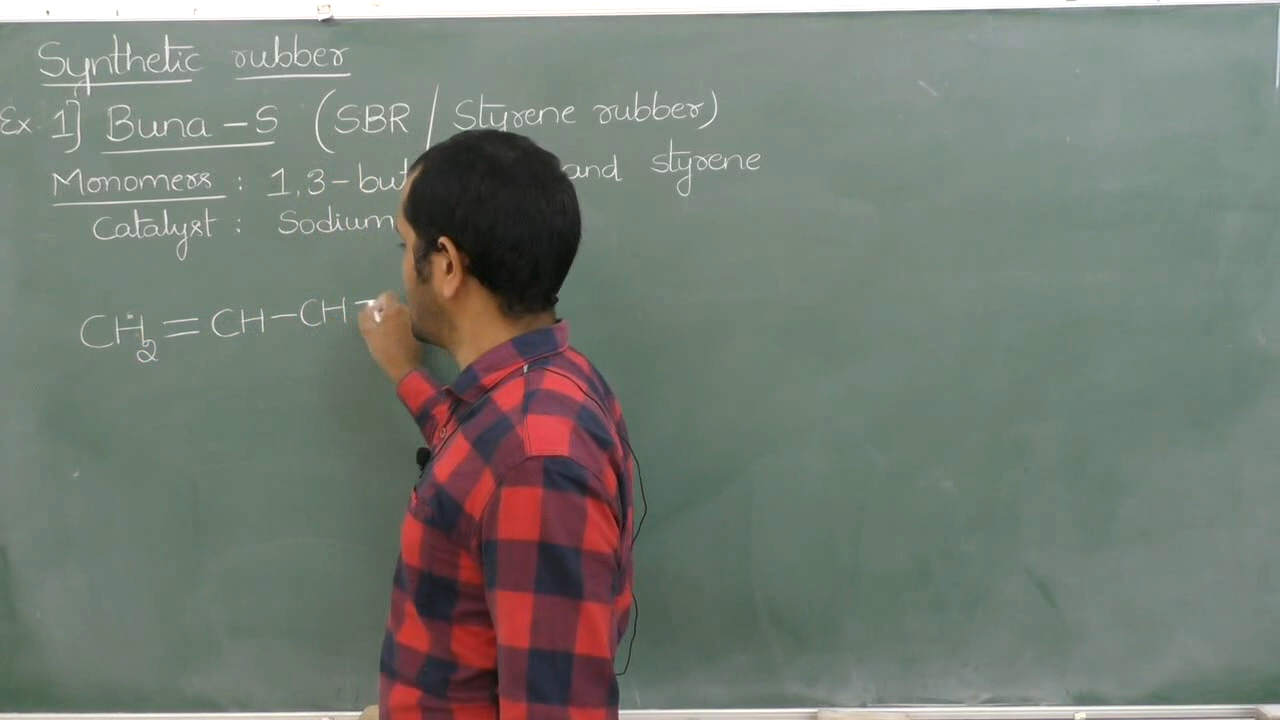 Synthetic rubber
Ex 1] Buna-S (SBR / Styrene rubber)
Monomers : 1,3-but and styrene
Catalyst : Sodium
CH2=CH-CH=